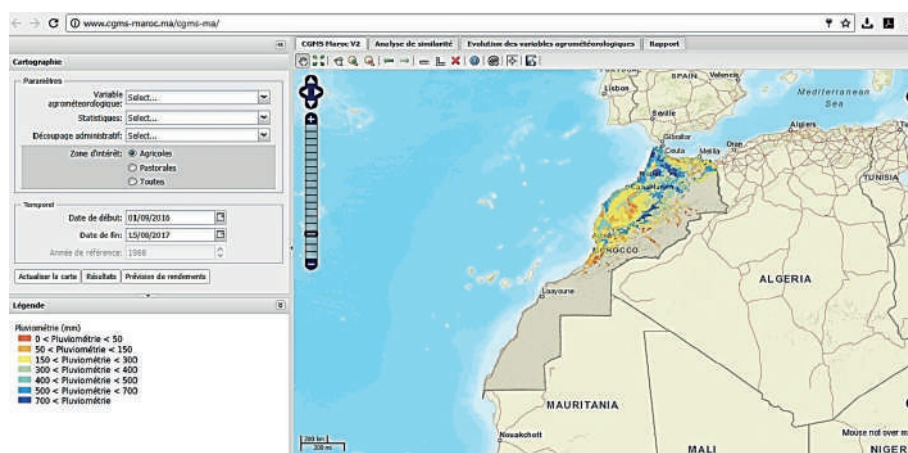 www.cgms-maroc.ma/cgms-ma/
Cartographie
Paramètres
Variable
agrométeorologique: Select...
Statistiques: Select...
Découpage administratif: Select...
Zone d'intérêt: Agricoles
Pastorales
Toutes
Temporel
Date de début: 01/09/2016
Date de fin: 15/08/2017
Année de référence: 1988
Actualiser la carte Résultats Prévision de rendements
Légende
Pluviométrie (mm)
0 < Pluviométrie < 50
50 < Pluviométrie < 150
150 < Pluviométrie < 300
300 < Pluviométrie < 400
400 < Pluviométrie < 500
500 < Pluviométrie < 700
700 < Pluviométrie
CGMS Maroc V2 Analyse de similarité Evolution des variables agrométéorologiques Rapport
SPAIN
Valencia
Lisbon
Mediterranean
Sea
Seville
Algiers
Gibraltar
Ceuta
Melilla
Oran
Casablanca
TUNISIA
MOROCCO
Laayoune
ALGERIA
MAURITANIA
Nouakchott
MALI
NIGER
Mouse not over m
200 km
200 mi